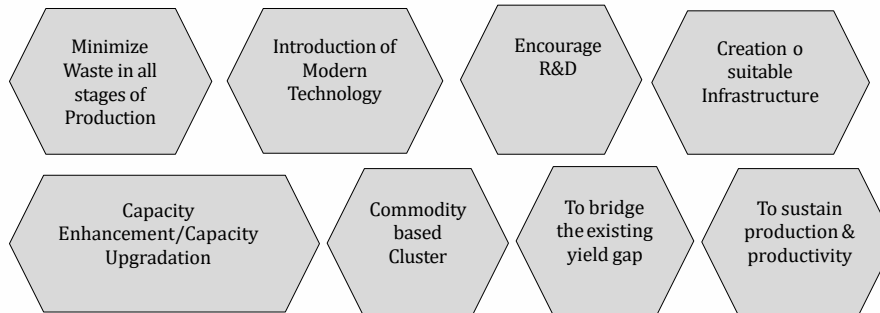 Minimize
Waste in all
stages of
Production
Introduction of
Modern
Technology
Encourage
R&D
Creation o
suitable
Infrastructure
Capacity
Enhancement/Capacity
Upgradation
Commodity
based
Cluster
To bridge
the existing
yield gap
To sustain
production &
productivity